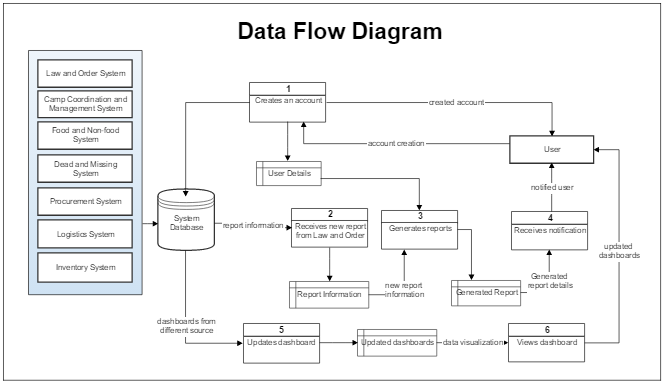 Data Flow Diagram
Law and Order System
Camp Coordination and
Management System
Food and Non-food
System
Dead and Missing
System
Procurement System
Logistics System
Inventory System
System
Database
1
Creates an account
created account
account creation
User
User Details
notified user
report information
2
Receives new report
from Law and Order
3
Generates reports
4
Receives notification
updated
dashboards
Report Information
new report
information
Generated Report
Generated
report details
dashboards from
different source
5
Updates dashboard
Updated dashboards
data visualization
6
Views dashboard